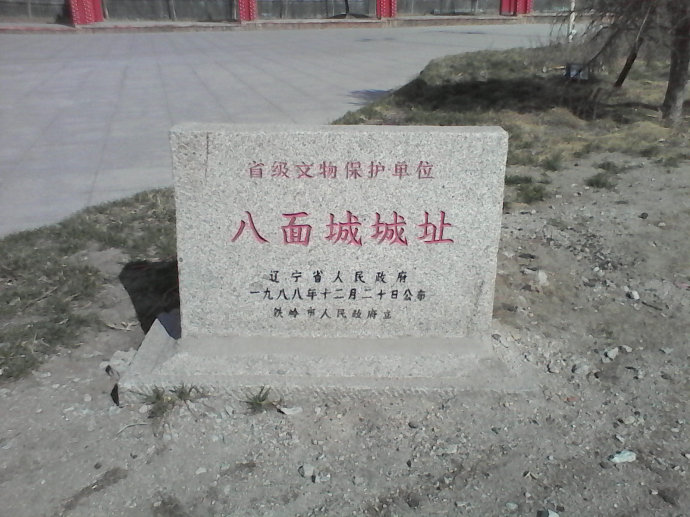 省级文物保护单位
八面城城址
辽宁省人民政府
一九八八年十二月二十日公布
铁岭市人民政府立